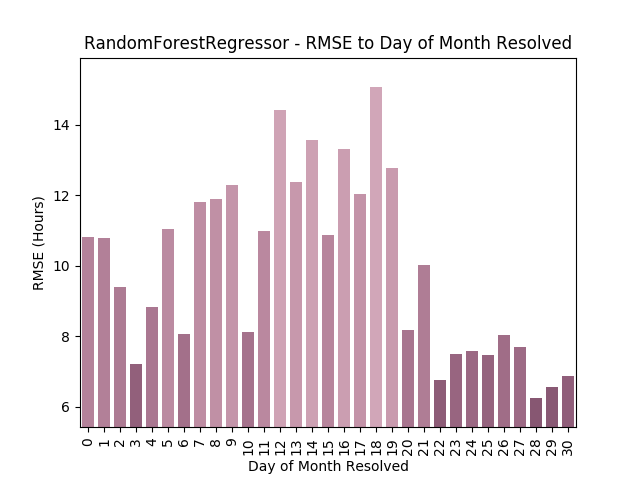 RandomForestRegressor - RMSE to Day of Month Resolved
14
12
10
8
6
RMSE (Hours)
0 1 2 3 4 5 6 7 8 9 10 11 12 13 14 15 16 17 18 19 20 21 22 23 24 25 26 27 28 29 30
Day of Month Resolved